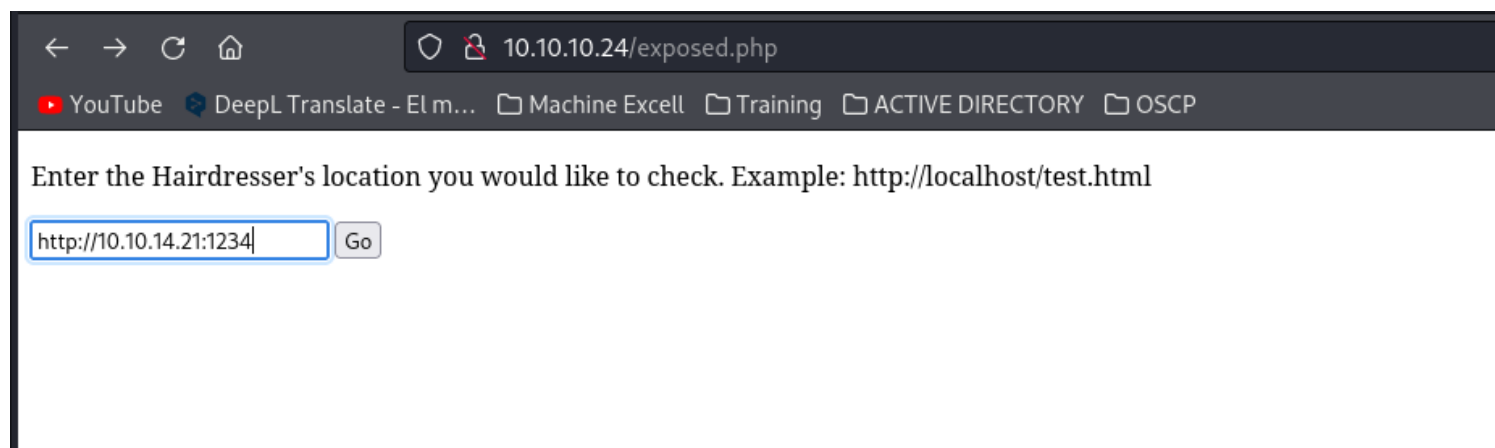 10.10.10.24/exposed.php
YouTube DeepL Translate - El m... Machine Excell Training ACTIVE DIRECTORY OSCP
Enter the Hairdresser's location you would like to check. Example: http://localhost/test.html
http://10.10.14.21:1234 Go